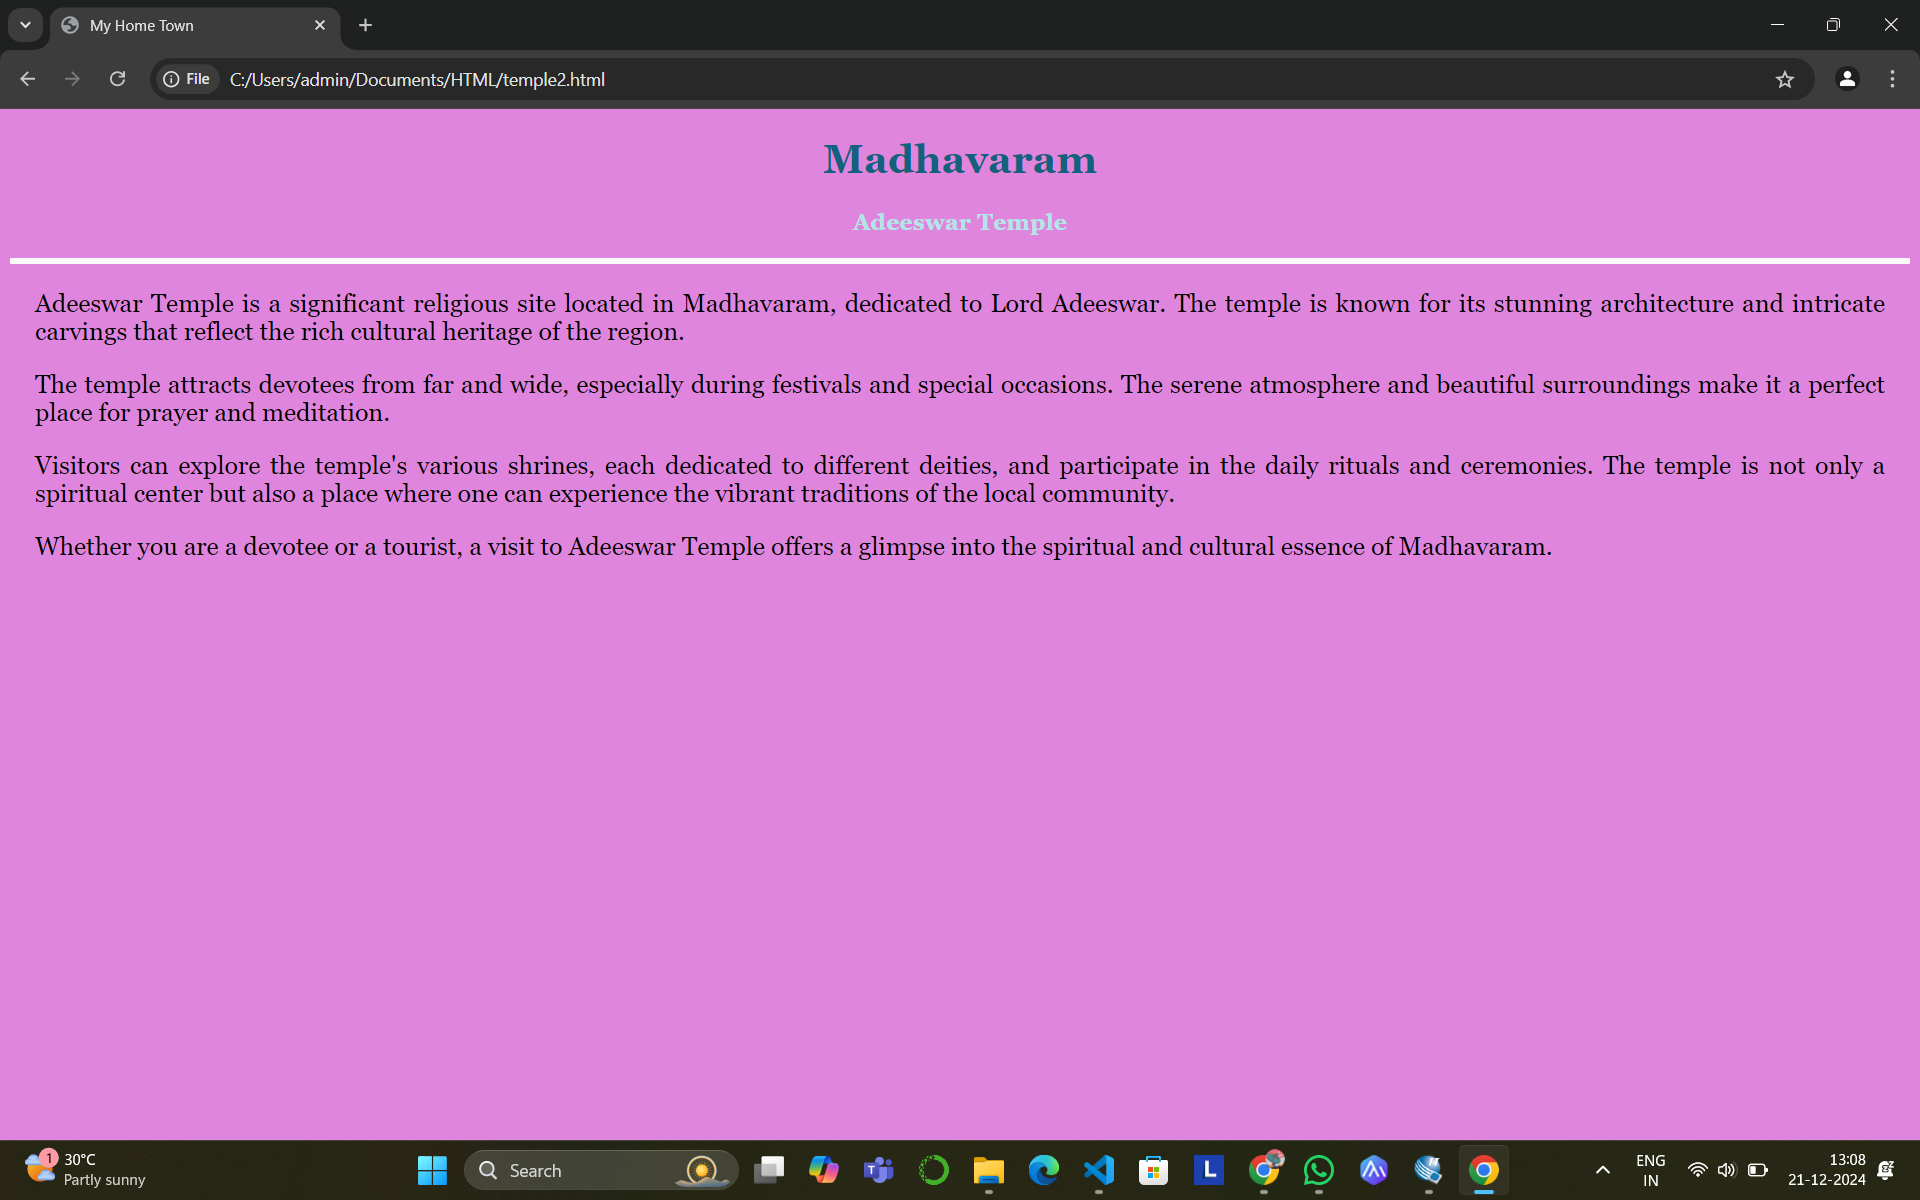 My Home Town
File
C:/Users/admin/Documents/HTML/temple2.html
Madhavaram
Adeeswar Temple
Adeeswar Temple is a significant religious site located in Madhavaram, dedicated to Lord Adeeswar. The temple is known for its stunning architecture and intricate
carvings that reflect the rich cultural heritage of the region.
The temple attracts devotees from far and wide, especially during festivals and special occasions. The serene atmosphere and beautiful surroundings make it a perfect
place for prayer and meditation.
Visitors can explore the temple's various shrines, each dedicated to different deities, and participate in the daily rituals and ceremonies. The temple is not only a
spiritual center but also a place where one can experience the vibrant traditions of the local community.
Whether you are a devotee or a tourist, a visit to Adeeswar Temple offers a glimpse into the spiritual and cultural essence of Madhavaram.
1
30°C
Partly sunny
Search
T
L
ENG
IN
13:08
21-12-2024